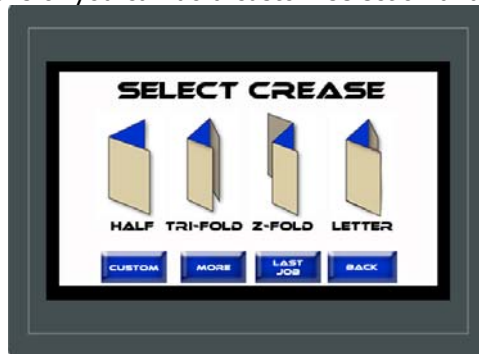 SELECT CREASE
HALF TRI-FOLD Z-FOLD LETTER
CUSTOM MORE LAST JOB BACK